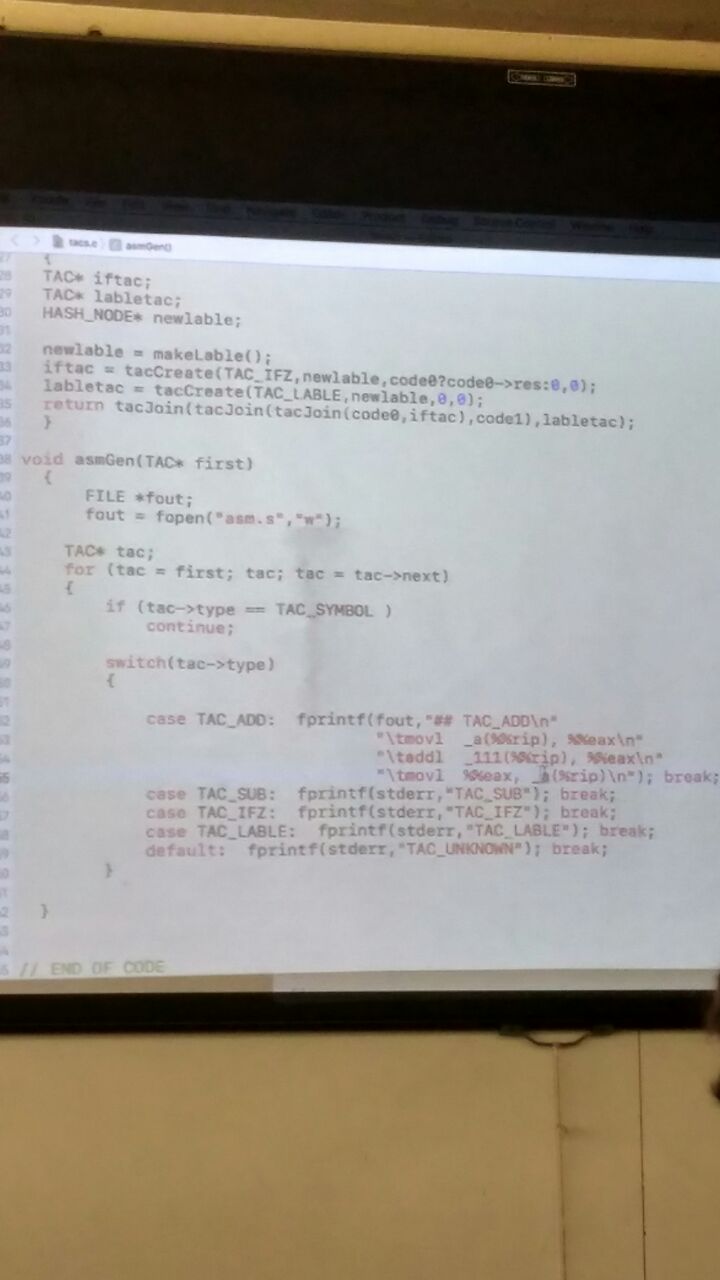 tacs.c asmGen()
27 {
28 TAC* iftac;
29 TAC* labletac;
30 HASH_NODE* newlable;
31
32 newlable = makeLable();
33 iftac = tacCreate(TAC_IFZ,newlable,code0?code0->res:0,0);
34 labletac = tacCreate(TAC_LABLE,newlable,0,0);
35 return tacJoin(tacJoin(tacJoin(code0,iftac),code1),labletac);
36 }
37
38 void asmGen(TAC* first)
39 {
40 FILE *fout;
41 fout = fopen("asm.s","w");
42
43 TAC* tac;
44 for (tac = first; tac; tac = tac->next)
45 {
46 if (tac->type == TAC_SYMBOL )
47 continue;
48
49 switch(tac->type)
50 {
51
52 case TAC_ADD: fprintf(fout,"## TAC_ADD\n"
53 "\tmovl _a(%%rip), %%eax\n"
54 "\taddl _111(%%rip), %%eax\n"
55 "\tmovl %%eax, _a(%rip)\n"); break;
56 case TAC_SUB: fprintf(stderr,"TAC_SUB"); break;
57 case TAC_IFZ: fprintf(stderr,"TAC_IFZ"); break;
58 case TAC_LABLE: fprintf(stderr,"TAC_LABLE"); break;
59 default: fprintf(stderr,"TAC_UNKNOWN"); break;
60 }
61
62 }
63
64
65 // END OF CODE